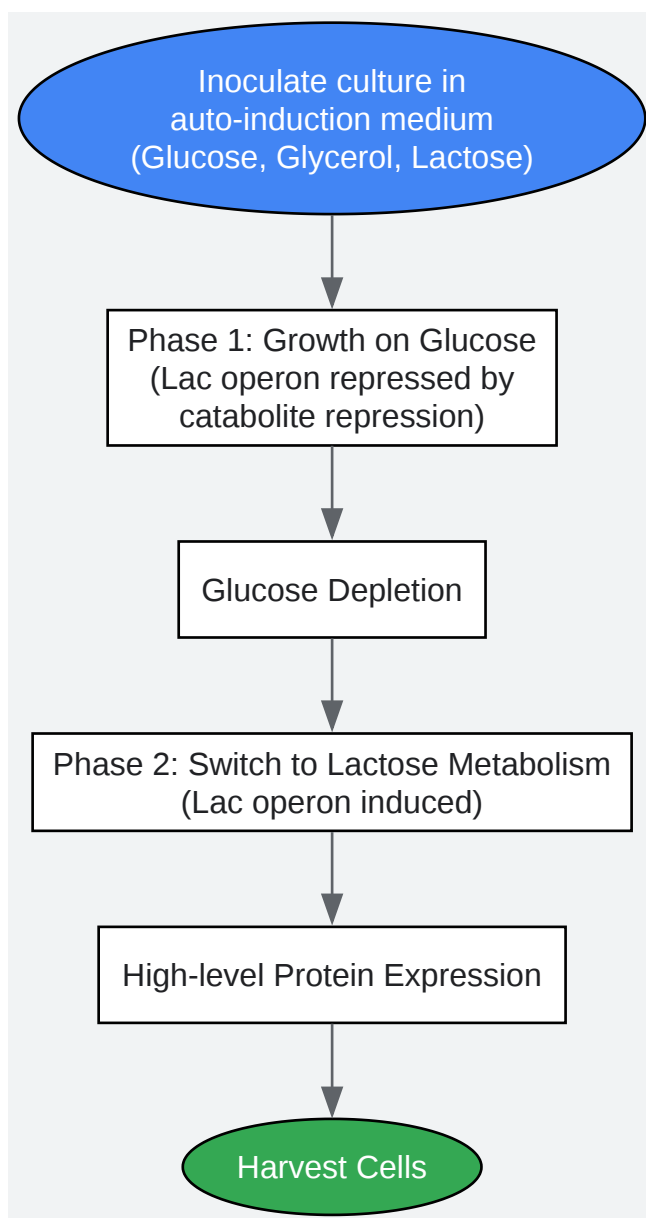 Inoculate culture in
auto-induction medium
(Glucose, Glycerol, Lactose)
Phase 1: Growth on Glucose
(Lac operon repressed by
catabolite repression)
Glucose Depletion
Phase 2: Switch to Lactose Metabolism
(Lac operon induced)
High-level Protein Expression
Harvest Cells